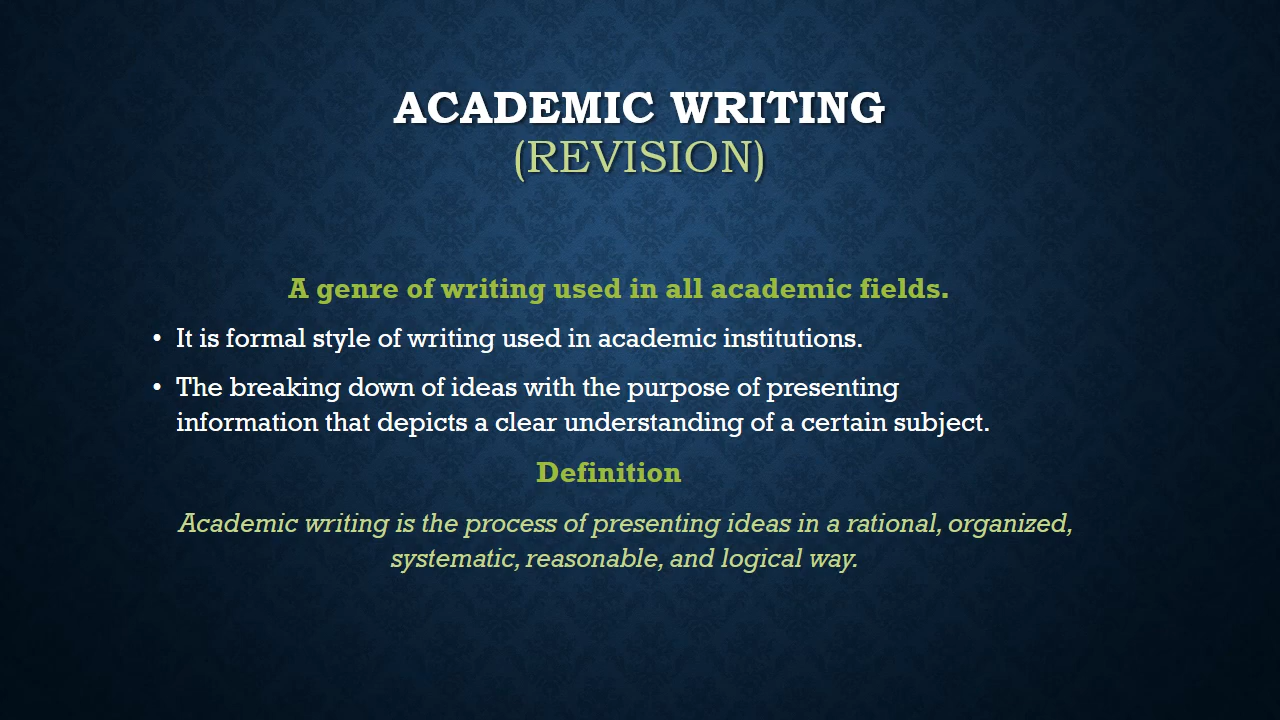 ACADEMIC WRITING
(REVISION)
A genre of writing used in all academic fields.
• It is formal style of writing used in academic institutions.
• The breaking down of ideas with the purpose of presenting
information that depicts a clear understanding of a certain subject.
Definition
Academic writing is the process of presenting ideas in a rational, organized,
systematic, reasonable, and logical way.